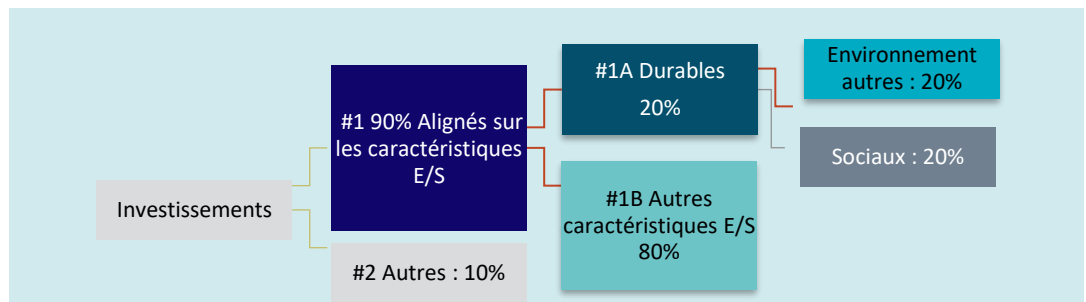 Investissements
#1 90% Alignés sur
les caractéristiques
E/S
#2 Autres : 10%
#1A Durables
20%
#1B Autres
caractéristiques E/S
80%
Environnement
autres : 20%
Sociaux : 20%